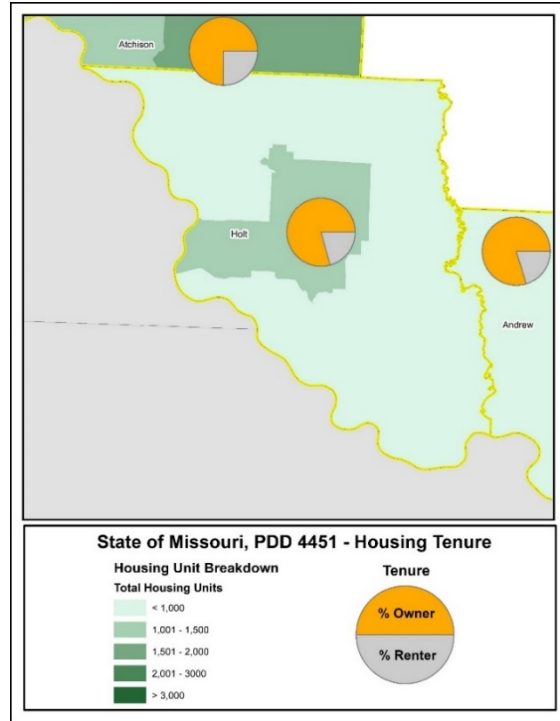 Atchison
Holt
Andrew
State of Missouri, PDD 4451 - Housing Tenure
Housing Unit Breakdown
Total Housing Units
< 1,000
1,001 - 1,500
1,501 - 2,000
2,001 - 3000
> 3,000
Tenure
% Owner
% Renter